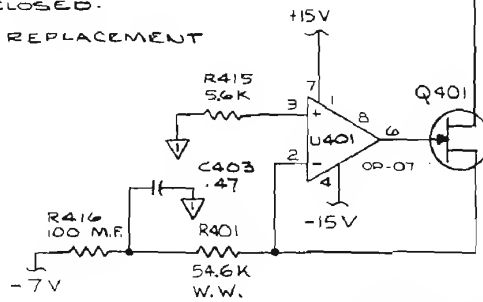 CLOSED.
REPLACEMENT
+15V
R415
5.6K
Q401
7
1
3
+
8
U401
6
2
-
OP-07
4
C403
.47
-15V
R416
100 M.F.
R401
-7V
54.6K
W.W.